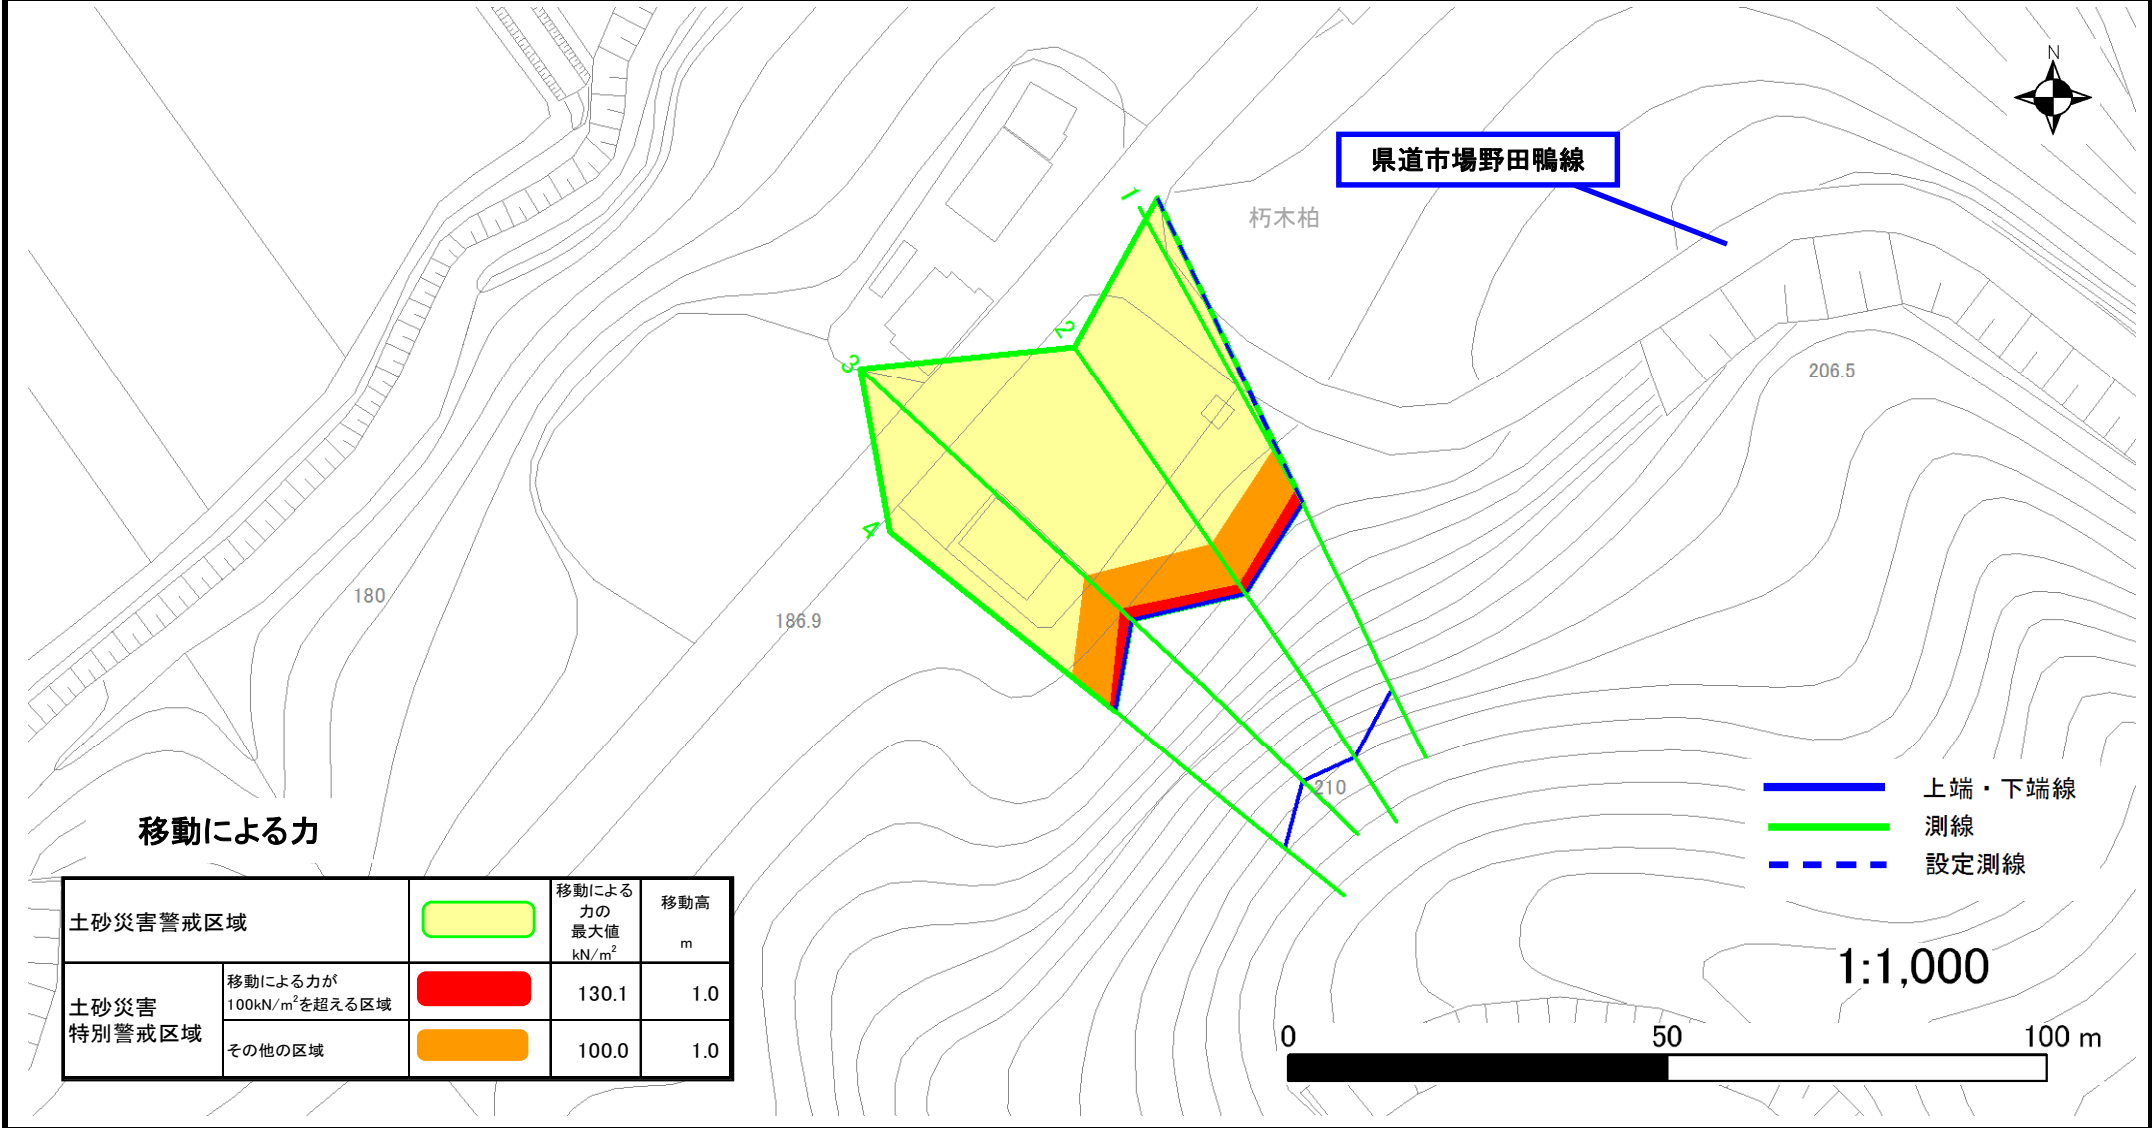 N
県道市場野田鴨線
1
朽木柏
2
3
206.5
4
180
186.9
210
上端・下端線
測線
設定測線
移動による力
移動による
力の
最大値
kN/m²
移動高
m
土砂災害警戒区域
土砂災害
特別警戒区域
移動による力が
100kN/m²を超える区域
130.1
1.0
その他の区域
100.0
1.0
1:1,000
0
50
100 m